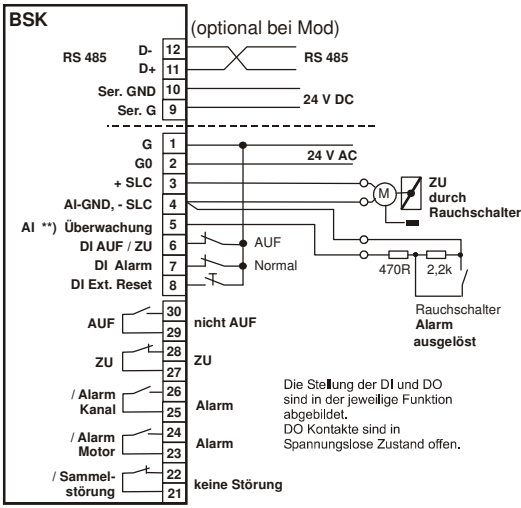 BSK
(optional bei Mod)
RS 485 D- 12 RS 485
D+ 11
Ser. GND 10 24 V DC
Ser. G 9
G 1
G0 2 24 V AC
+ SLC 3
AI-GND, - SLC 4
AI **) Überwachung 5
DI AUF / ZU 6 AUF
DI Alarm 7 Normal
DI Ext. Reset 8
M
ZU
durch
Rauchschalter
470R 2,2k
Rauchschalter
Alarm
ausgelöst
AUF 30 nicht AUF
29
ZU 28 ZU
27
/ Alarm 26 Alarm
Kanal 25
/ Alarm 24 Alarm
Motor 23
/ Sammel- 22 keine Störung
störung 21
Die Stellung der DI und DO
sind in der jeweilige Funktion
abgebildet.
DO Kontakte sind in
Spannungslose Zustand offen.